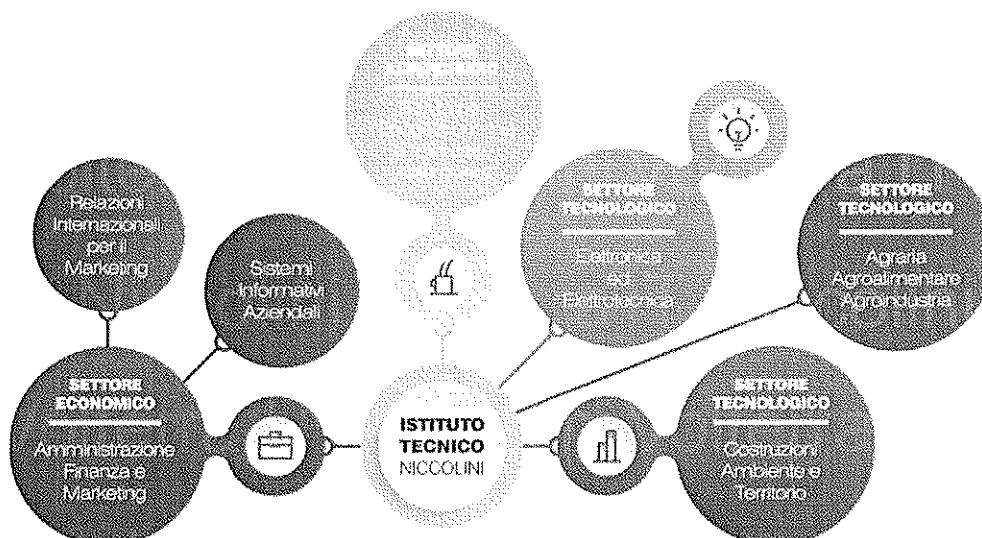 SETTORE
TECNOLOGICO
Elettronica
ed
Elettrotecnica
SETTORE
TECNOLOGICO
Agraria
Agroalimentare
Agroindustria
Relazioni
Internazionali
per il
Marketing
Sistemi
Informativi
Aziendali
SETTORE
ECONOMICO
Amministrazione
Finanza e
Marketing
ISTITUTO
TECNICO
NICCOLINI
SETTORE
TECNOLOGICO
Costruzioni
Ambiente e
Territorio